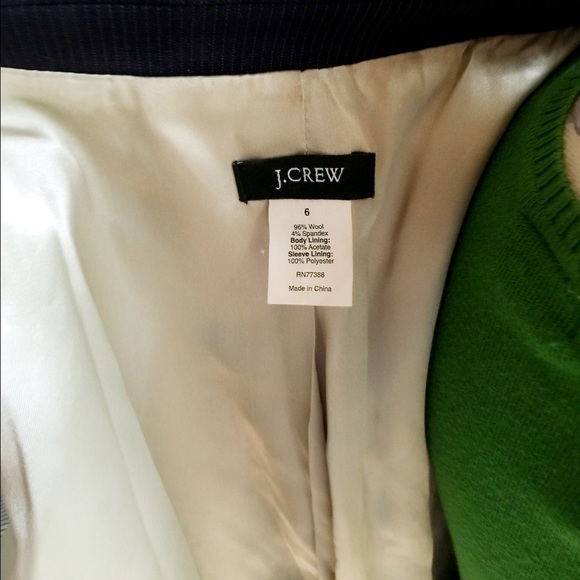 J.CREW
6
96% Wool
4% Spandex
Body Lining:
100% Acetate
Sleeve Lining:
100% Polyester
RN77388
Made in China